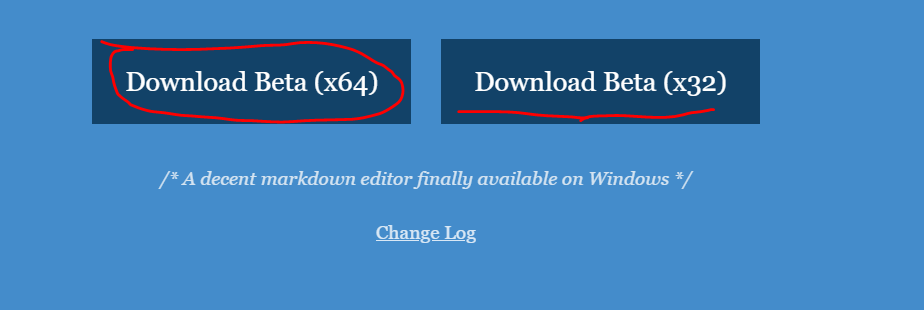 Download Beta (x64) Download Beta (x32)
/* A decent markdown editor finally available on Windows */
Change Log